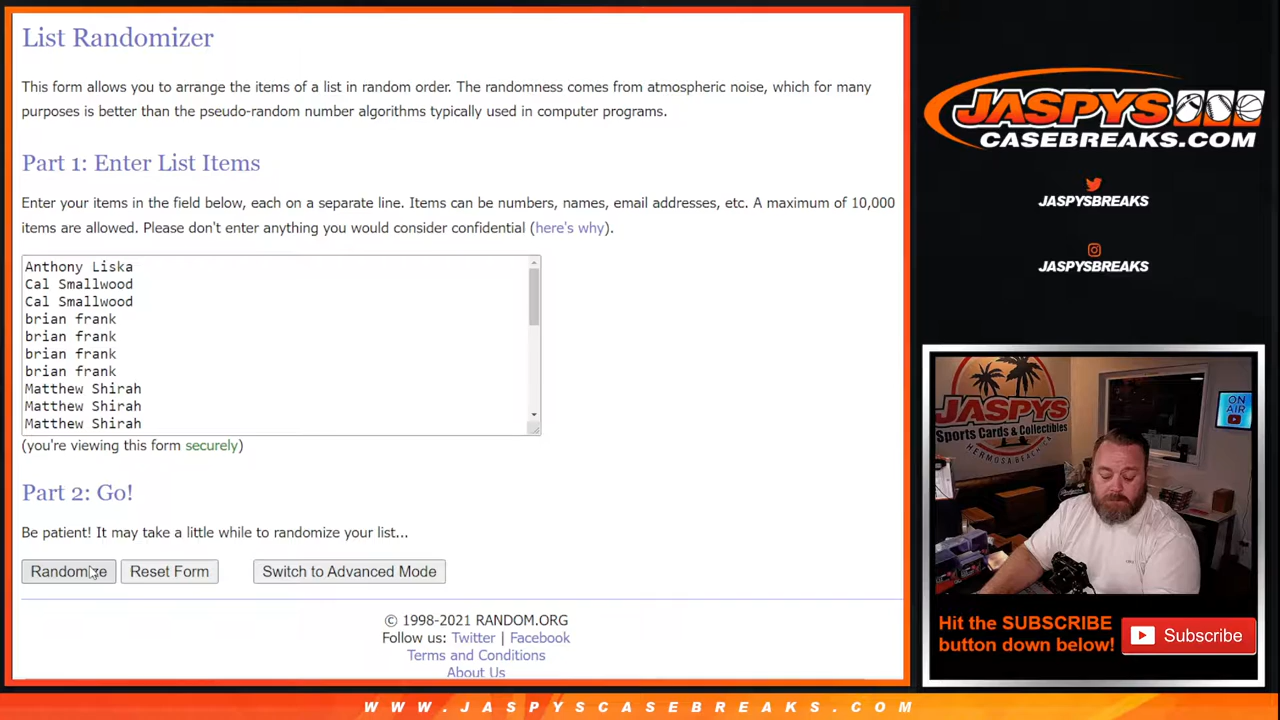 List Randomizer
This form allows you to arrange the items of a list in random order. The randomness comes from atmospheric noise, which for many
purposes is better than the pseudo-random number algorithms typically used in computer programs.
Part 1: Enter List Items
Enter your items in the field below, each on a separate line. Items can be numbers, names, email addresses, etc. A maximum of 10,000
items are allowed. Please don't enter anything you would consider confidential (here's why).
Anthony Liska
Cal Smallwood
Cal Smallwood
brian frank
brian frank
brian frank
brian frank
Matthew Shirah
Matthew Shirah
Matthew Shirah
(you're viewing this form securely)
Part 2: Go!
Be patient! It may take a little while to randomize your list...
Randomize
Reset Form
Switch to Advanced Mode
© 1998-2021 RANDOM.ORG
Follow us: Twitter | Facebook
Terms and Conditions
About Us
JASPYS
CASEBREAKS.COM
JASPYSBREAKS
JASPYSBREAKS
JASPYS
Sports Cards & Collectibles
HERMOSA BEACH, CA
ON
AIR
Hit the SUBSCRIBE
button down below!
Subscribe
WWW.JASPYSCASEBREAKS.COM